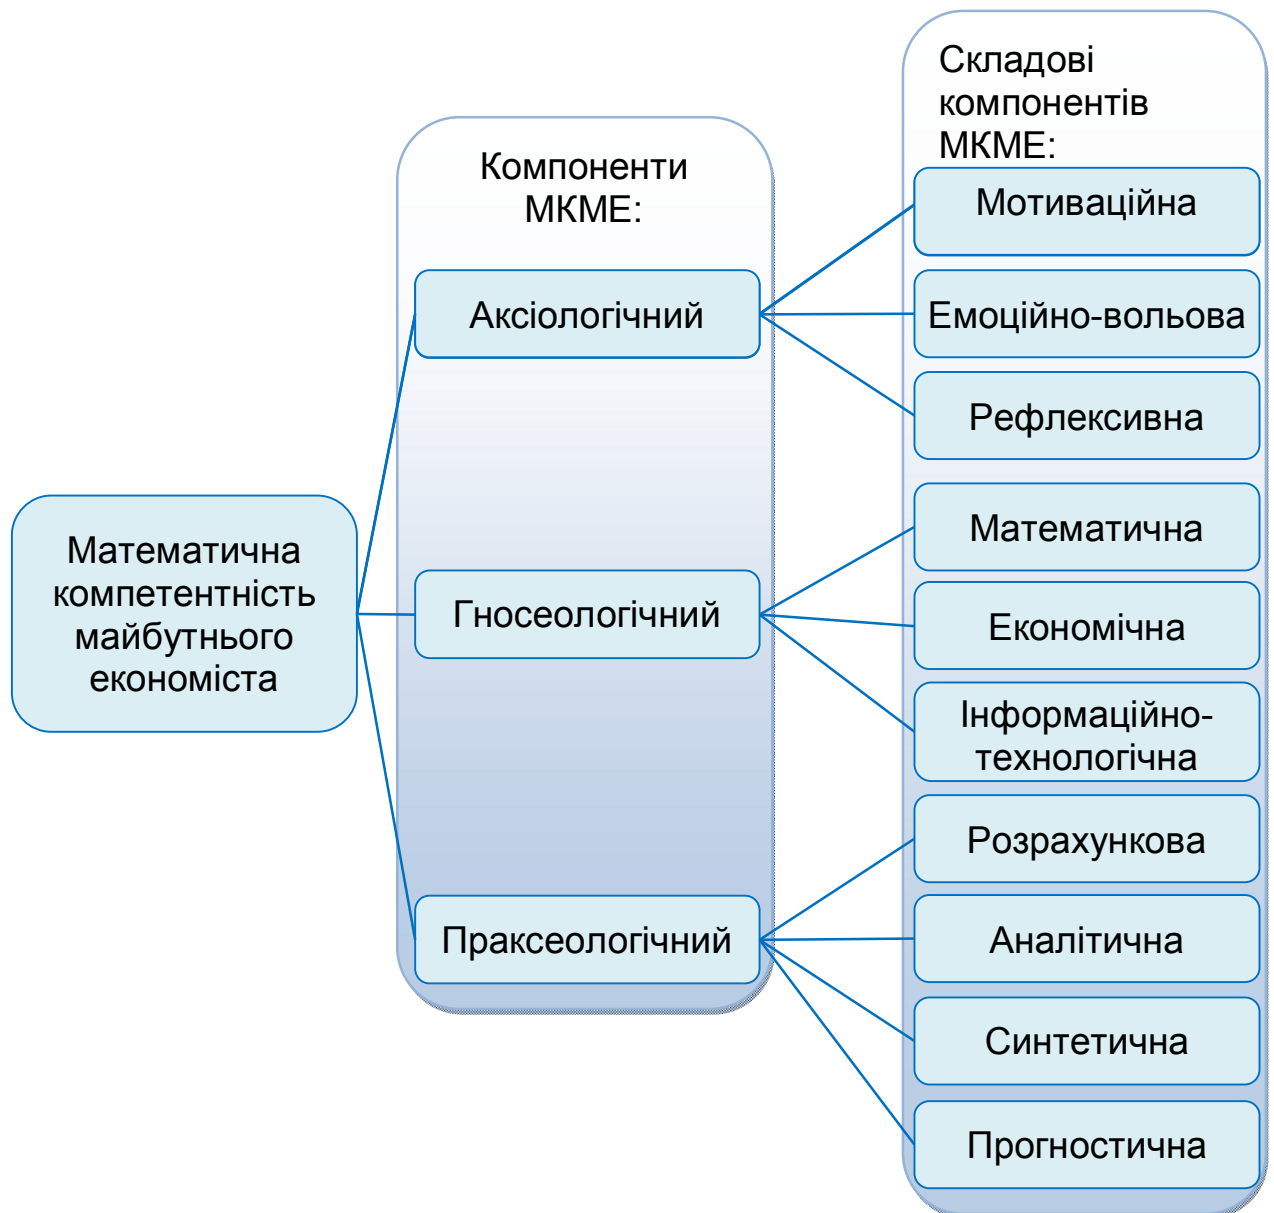 Математична
компетентність
майбутнього
економіста
Компоненти
МКМЕ:
Аксіологічний
Гносеологічний
Праксеологічний
Складові
компонентів
МКМЕ:
Мотиваційна
Емоційно-вольова
Рефлексивна
Математична
Економічна
Інформаційно-
технологічна
Розрахункова
Аналітична
Синтетична
Прогностична